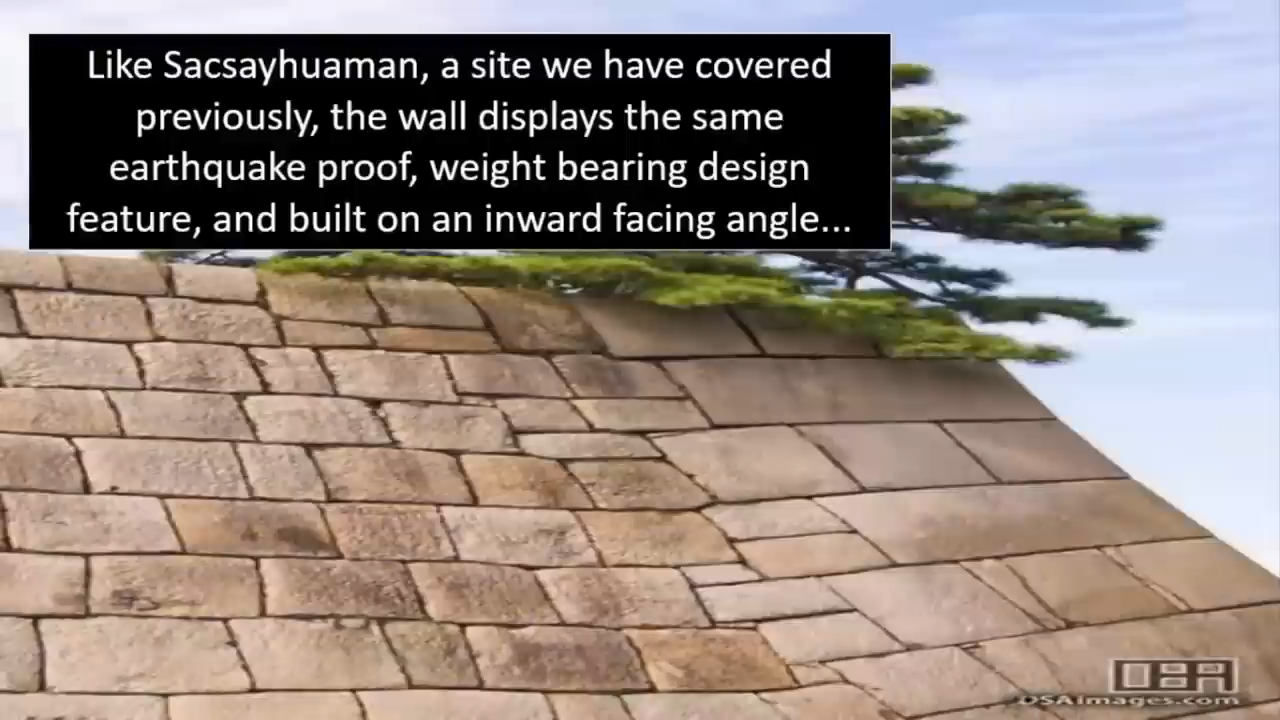 Like Sacsayhuaman, a site we have covered
previously, the wall displays the same
earthquake proof, weight bearing design
feature, and built on an inward facing angle...
DSA
DSAimages.com